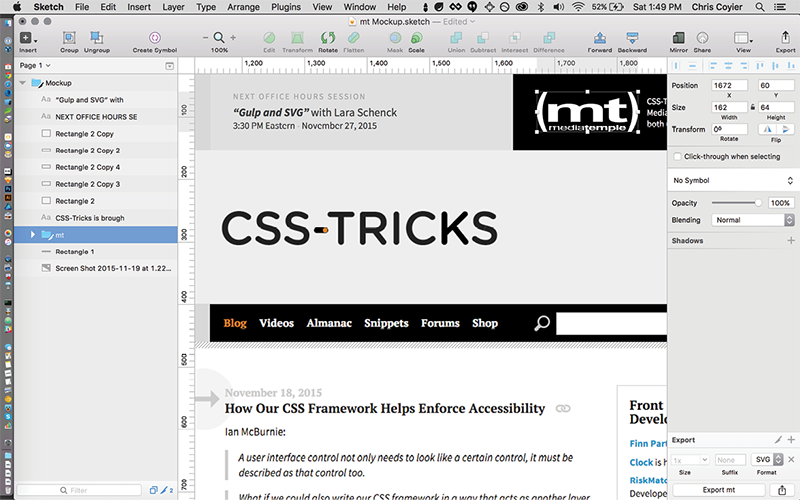 Sketch File Edit Insert Layer Type Arrange Plugins View Window Help 52% Sat 1:49 PM Chris Coyier
mt Mockup.sketch — Edited
Insert Group Ungroup Create Symbol 100% Edit Transform Rotate Flatten Mask Scale Union Subtract Intersect Difference Forward Backward Mirror Share View Export
Page 1
1,200 1,300 1,400 1,500 1,600 1,700 1,800
Mockup
"Gulp and SVG" with
NEXT OFFICE HOURS SE
Rectangle 2 Copy
Rectangle 2 Copy 2
Rectangle 2 Copy 4
Rectangle 2 Copy 3
Rectangle 2
CSS-Tricks is brough
mt
Rectangle 1
Screen Shot 2015-11-19 at 1.22...
Filter 2
100
200
300
400
500
600
700
NEXT OFFICE HOURS SESSION
“Gulp and SVG” with Lara Schenck
3:30 PM Eastern · November 27, 2015
(mt)
mediatemple
CSS-T
Media
both u
CSS-TRICKS
Blog Videos Almanac Snippets Forums Shop
November 18, 2015
How Our CSS Framework Helps Enforce Accessibility
Ian McBurnie:
A user interface control not only needs to look like a certain control, it must be
described as that control too.
What if we could also write our CSS framework in a way that acts as another layer
Front
Develo
Finn Part
Clock is h
RiskMatc
Position 1672 60
X Y
Size 162 64
Width Height
Transform 0º
Rotate Flip
Click-through when selecting
No Symbol
Opacity 100%
Blending Normal
Shadows
Export
1x None SVG
Size Suffix Format
Export mt